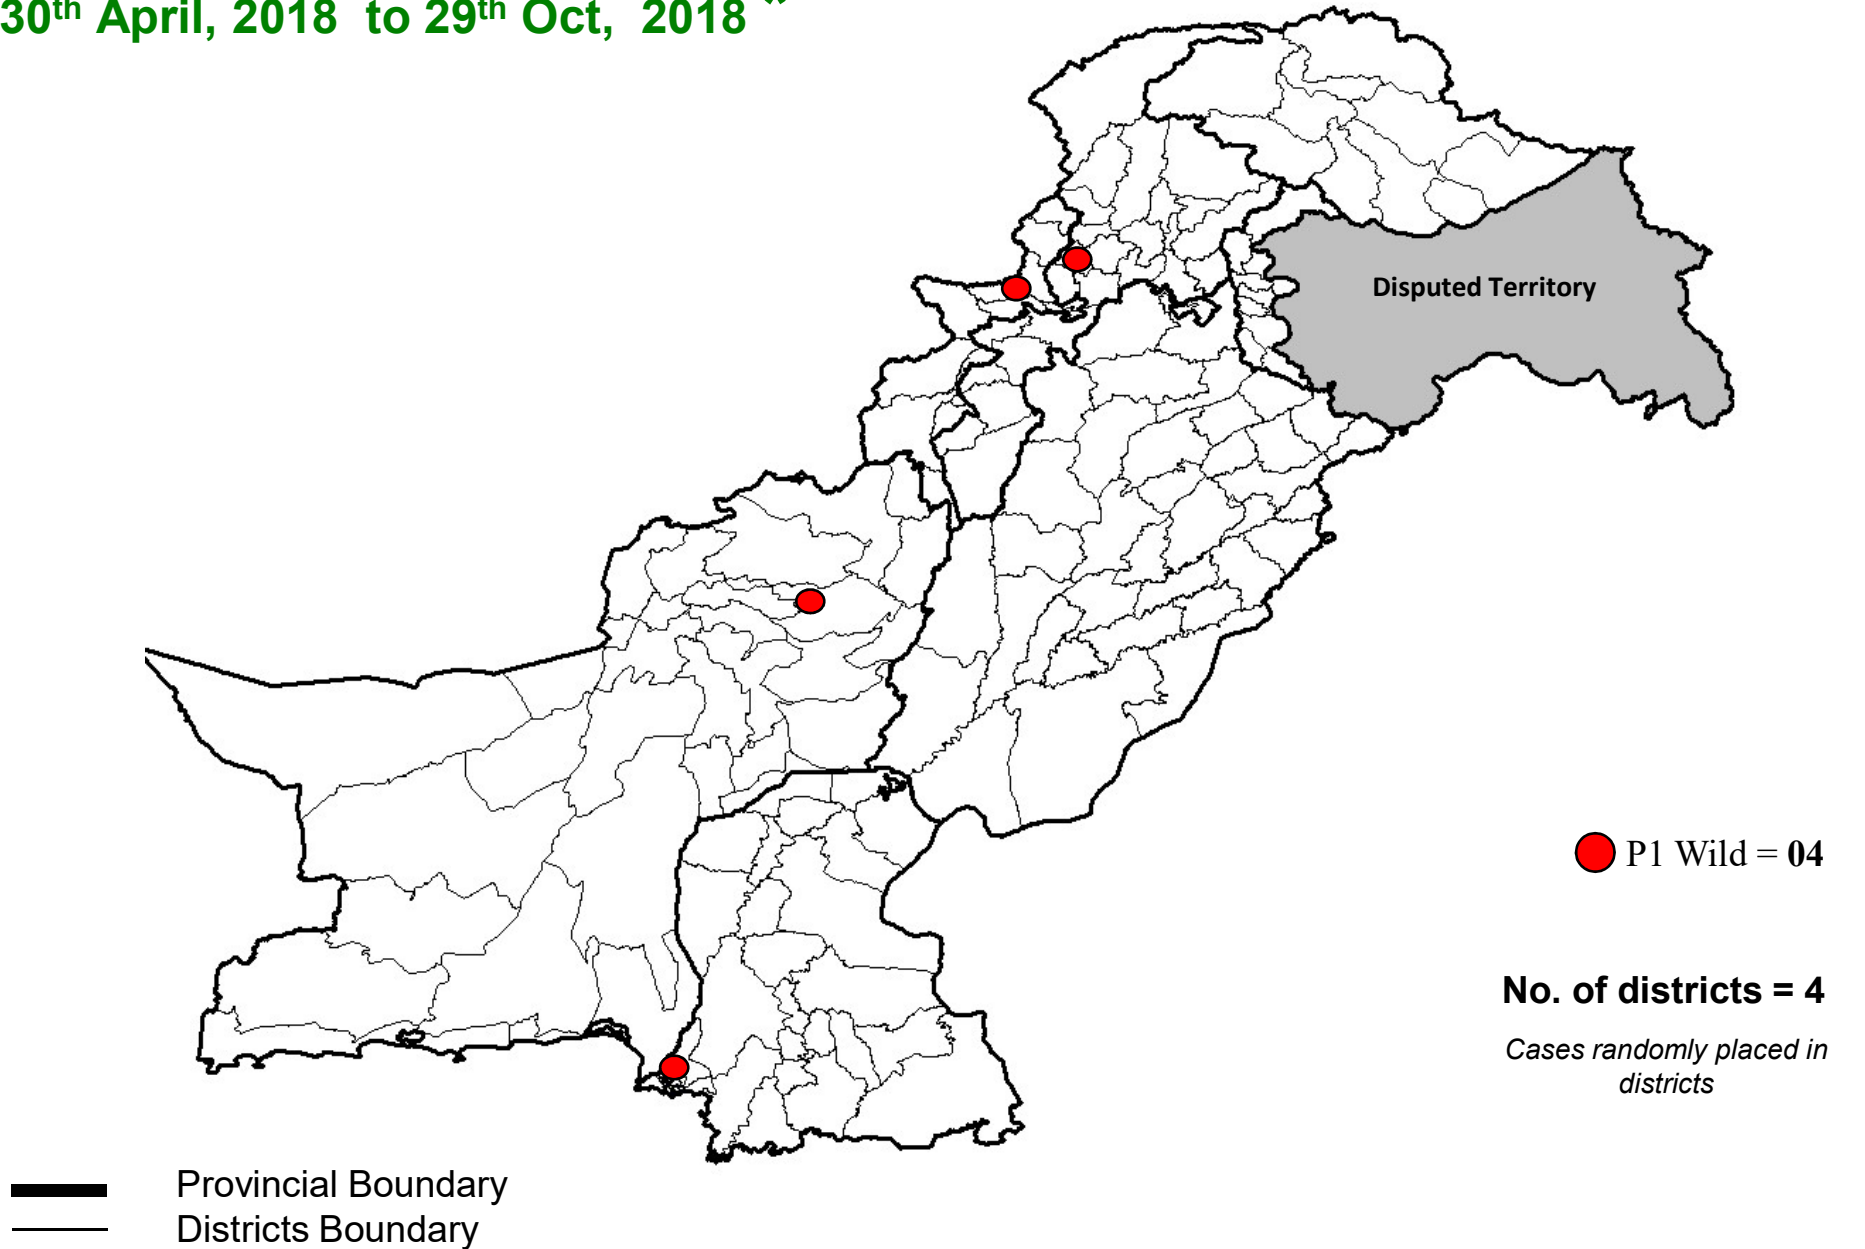 30th April, 2018 to 29th Oct, 2018 *
Disputed Territory
P1 Wild = 04
No. of districts = 4
Cases randomly placed in
districts
Provincial Boundary
Districts Boundary